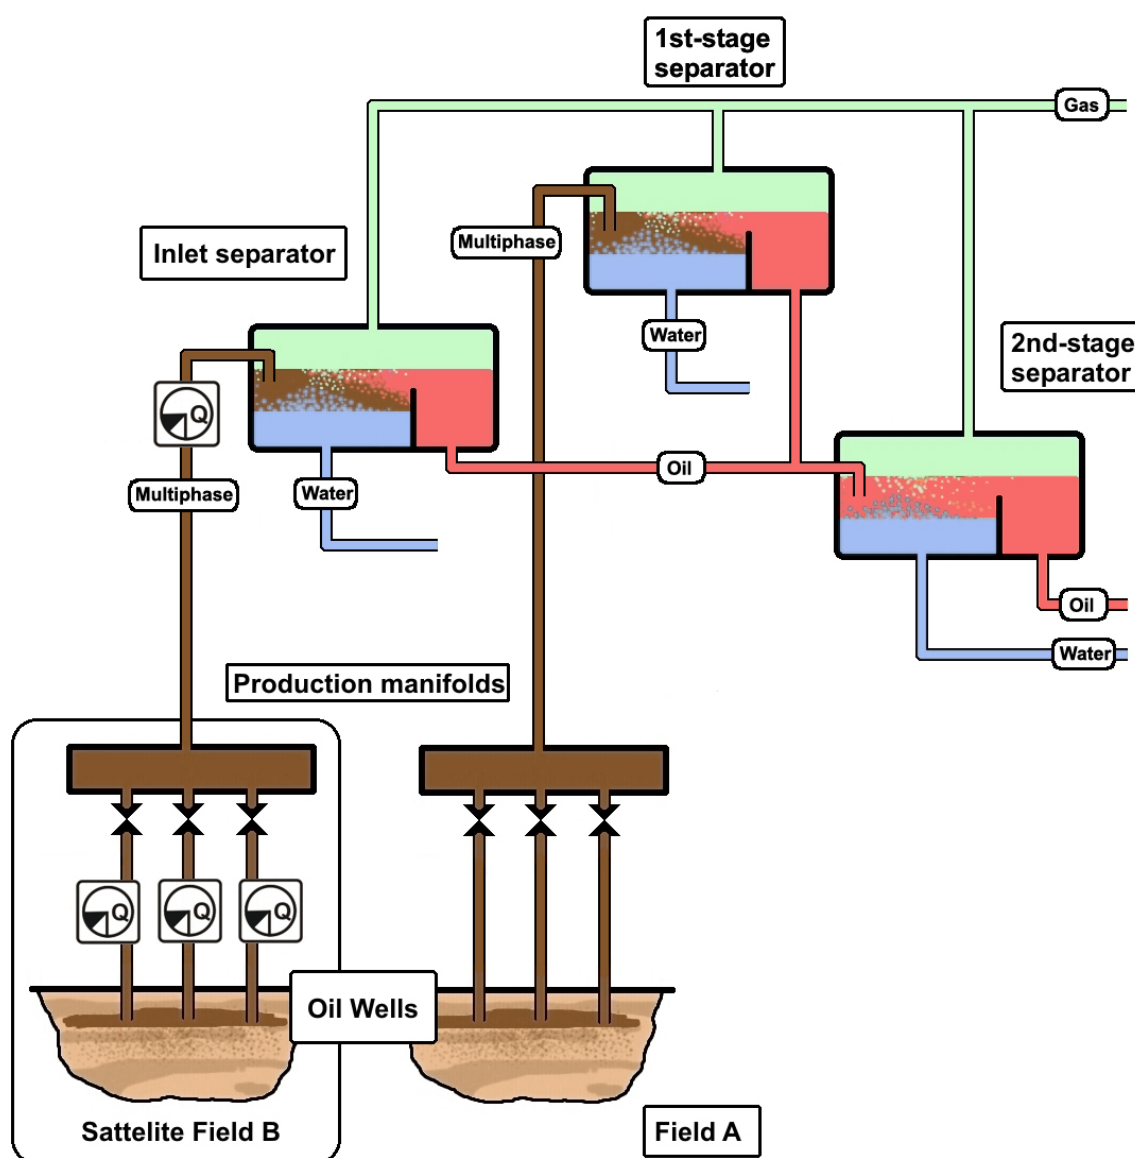 1st-stage
separator
Gas
Multiphase
Inlet separator
Water
2nd-stage
separator
Q
Oil
Multiphase
Water
Oil
Water
Production manifolds
Q
Q
Q
Oil Wells
Sattelite Field B
Field A